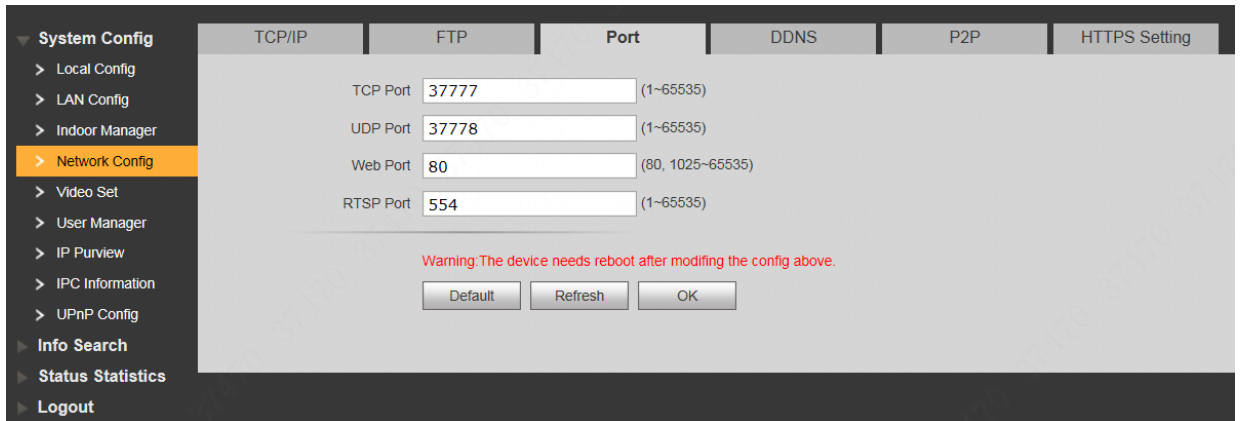 System Config
Local Config
LAN Config
Indoor Manager
Network Config
Video Set
User Manager
IP Purview
IPC Information
UPnP Config
Info Search
Status Statistics
Logout
TCP/IP FTP Port DDNS P2P HTTPS Setting
TCP Port 37777 (1~65535)
UDP Port 37778 (1~65535)
Web Port 80 (80, 1025~65535)
RTSP Port 554 (1~65535)
Warning:The device needs reboot after modifing the config above.
Default Refresh OK